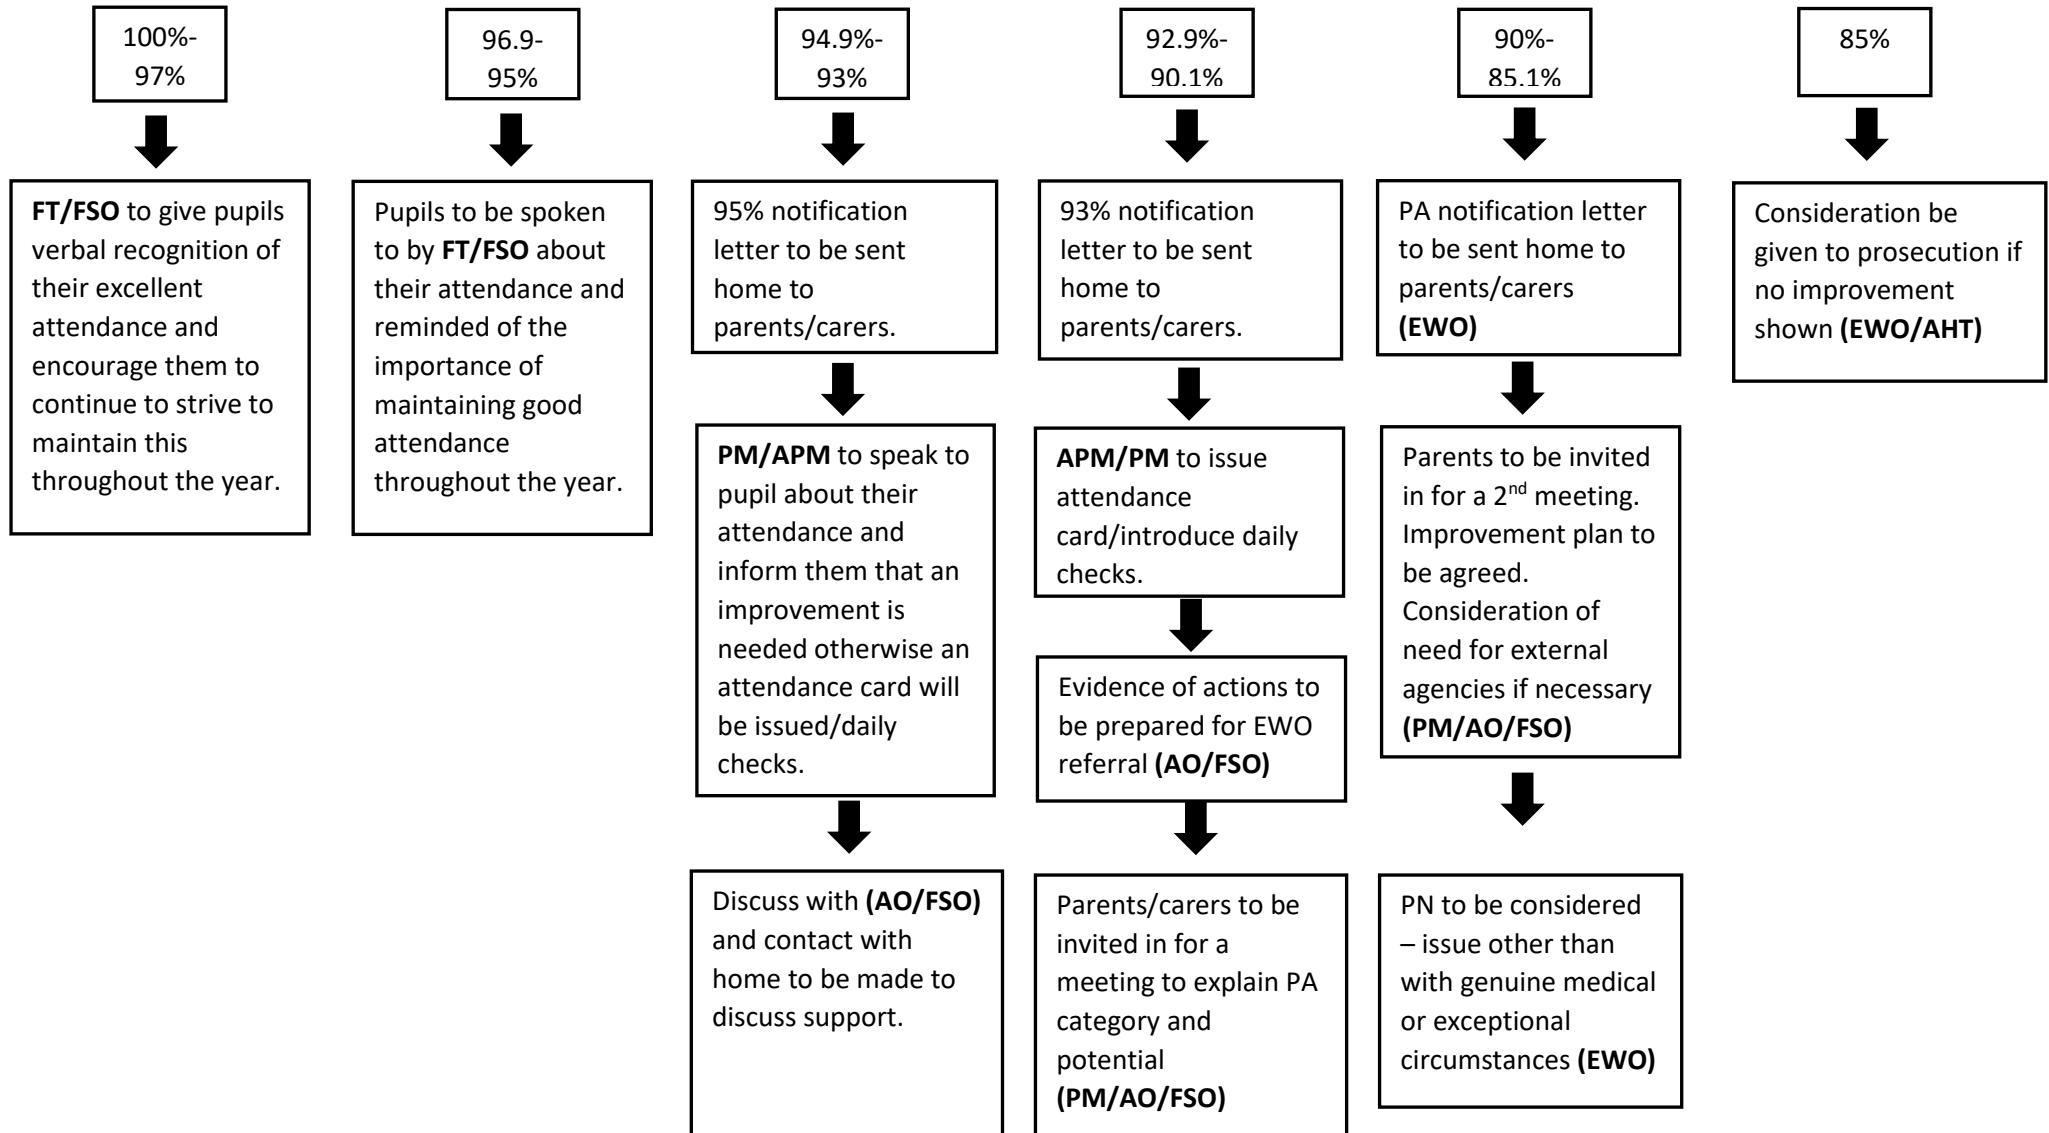 100%-
97%
FT/FSO to give pupils
verbal recognition of
their excellent
attendance and
encourage them to
continue to strive to
maintain this
throughout the year.
96.9-
95%
Pupils to be spoken
to by FT/FSO about
their attendance and
reminded of the
importance of
maintaining good
attendance
throughout the year.
94.9%-
93%
95% notification
letter to be sent
home to
parents/carers.
PM/APM to speak to
pupil about their
attendance and
inform them that an
improvement is
needed otherwise an
attendance card will
be issued/daily
checks.
Discuss with (AO/FSO)
and contact with
home to be made to
discuss support.
92.9%-
90.1%
93% notification
letter to be sent
home to
parents/carers.
APM/PM to issue
attendance
card/introduce daily
checks.
Evidence of actions to
be prepared for EWO
referral (AO/FSO)
Parents/carers to be
invited in for a
meeting to explain PA
category and
potential
(PM/AO/FSO)
90%-
85.1%
PA notification letter
to be sent home to
parents/carers
(EWO)
Parents to be invited
in for a 2nd meeting.
Improvement plan to
be agreed.
Consideration of
need for external
agencies if necessary
(PM/AO/FSO)
PN to be considered
– issue other than
with genuine medical
or exceptional
circumstances (EWO)
85%
Consideration be
given to prosecution if
no improvement
shown (EWO/AHT)